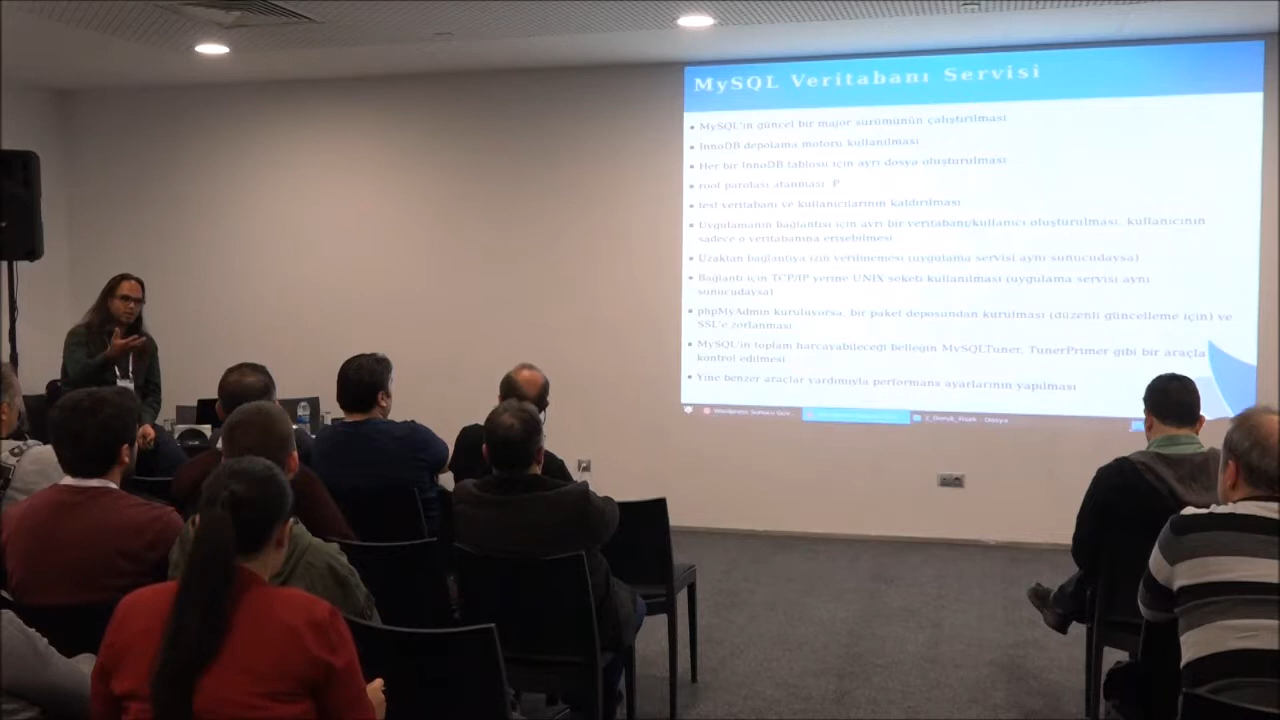 MySQL Veritabanı Servisi
MySQL'in güncel bir major sürümünün çalıştırılması
InnoDB depolama motoru kullanılması
Her bir InnoDB tablosu için ayrı dosya oluşturulması
root parolası atanması :P
test veritabanı ve kullanıcılarının kaldırılması
Uygulamanın bağlantısı için ayrı bir veritabanı/kullanıcı oluşturulması, kullanıcının
sadece o veritabanına erişebilmesi
Uzaktan bağlantıya izin verilmemesi (uygulama servisi aynı sunucudaysa)
Bağlantı için TCP/IP yerine UNIX soketi kullanılması (uygulama servisi aynı
sunucudaysa)
phpMyAdmin kuruluyorsa, bir paket deposundan kurulması (düzenli güncelleme için) ve
SSL'e zorlanması
MySQL'in toplam harcayabileceği belleğin MySQLTuner, TunerPrimer gibi bir araçla
kontrol edilmesi
Yine benzer araçlar yardımıyla performans ayarlarının yapılması
Wordpress Sunucu Güv...